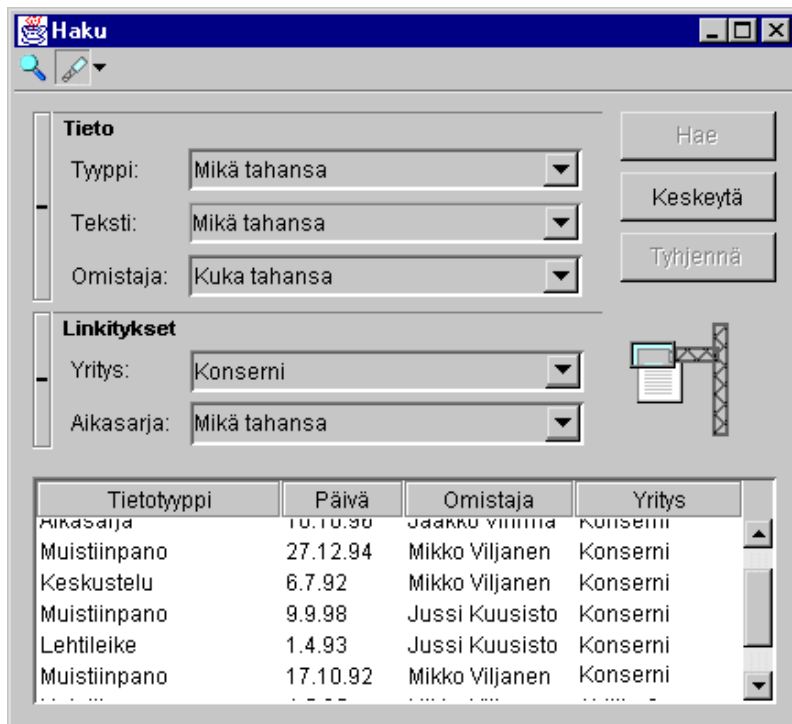 Haku
Tieto
Tyyppi: Mikä tahansa
Teksti: Mikä tahansa
Omistaja: Kuka tahansa
Hae
Keskeytä
Tyhjennä
Linkitykset
Yritys: Konserni
Aikasarja: Mikä tahansa
Tietotyyppi Päivä Omistaja Yritys
Aikasarja Jaakko Konserni
Muistiinpano 27.12.94 Mikko Viljanen Konserni
Keskustelu 6.7.92 Mikko Viljanen Konserni
Muistiinpano 9.9.98 Jussi Kuusisto Konserni
Lehtileike 1.4.93 Jussi Kuusisto Konserni
Muistiinpano 17.10.92 Mikko Viljanen Konserni